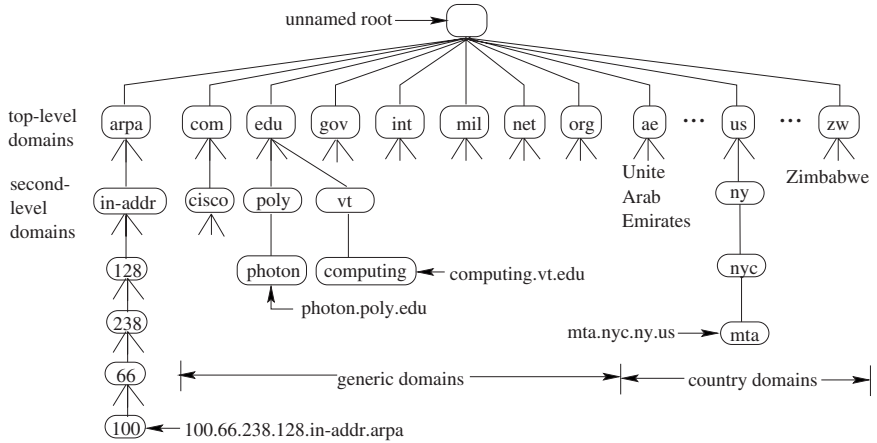 unnamed root
top-level
domains
arpa com edu gov int mil net org ae ... us ... zw
Unite
Arab
Emirates
Zimbabwe
second-
level
domains
in-addr cisco poly vt ny
128 photon computing nyc
computing.vt.edu
photon.poly.edu
238
mta.nyc.ny.us mta
66
generic domains country domains
100 100.66.238.128.in-addr.arpa